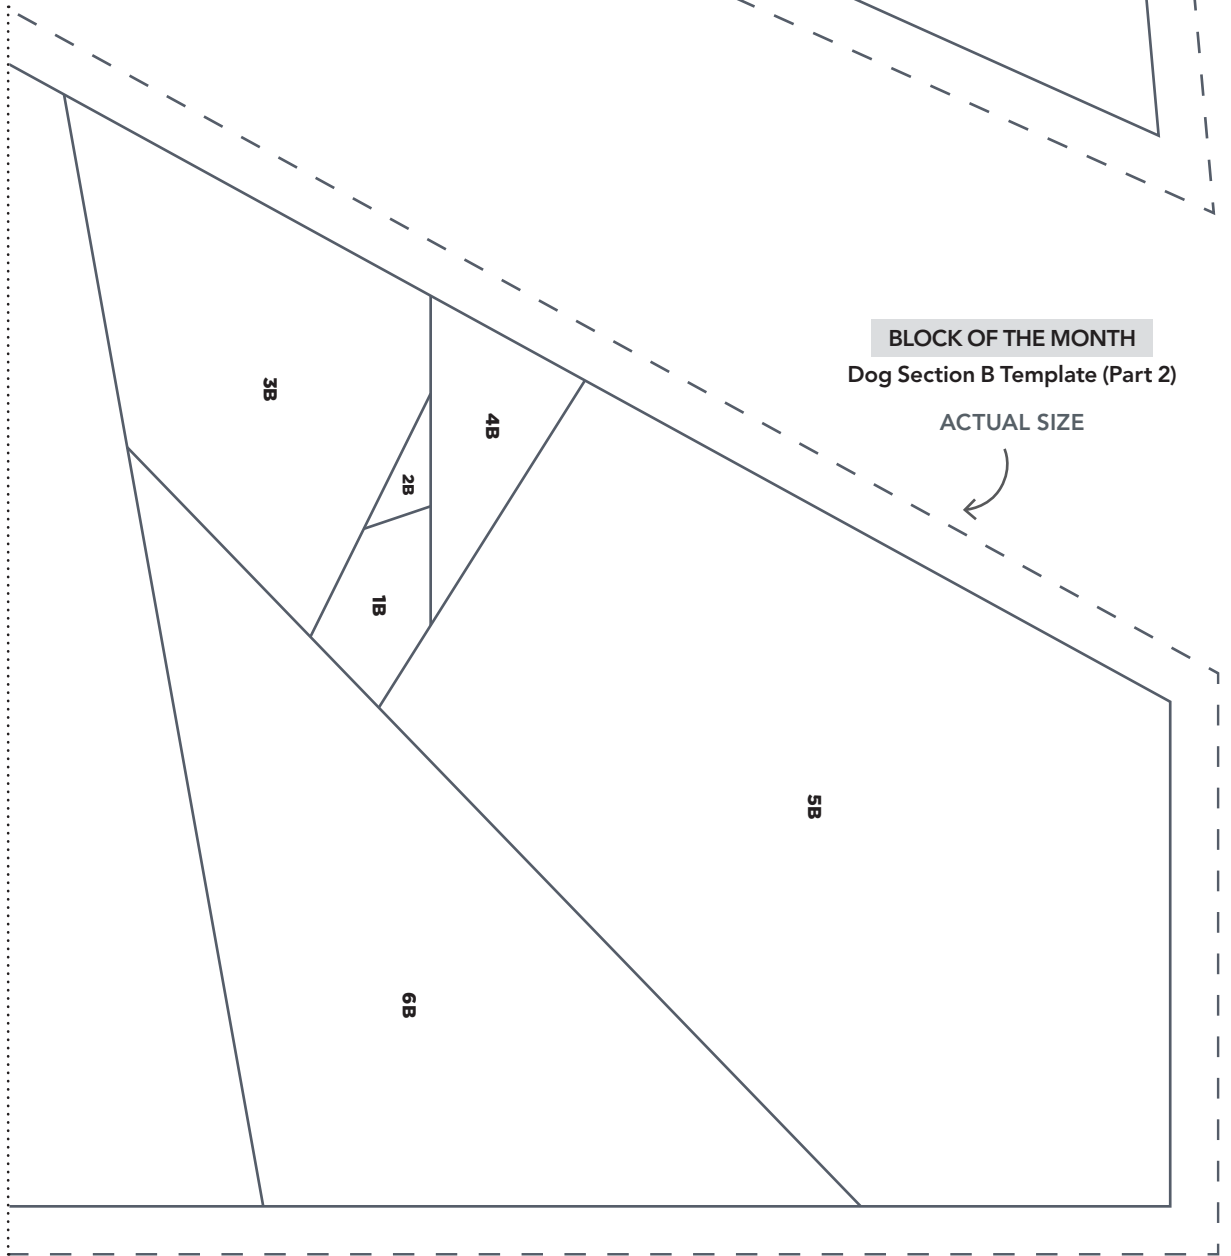 BLOCK OF THE MONTH
Dog Section B Template (Part 2)
ACTUAL SIZE
3B
4B
2B
1B
5B
6B